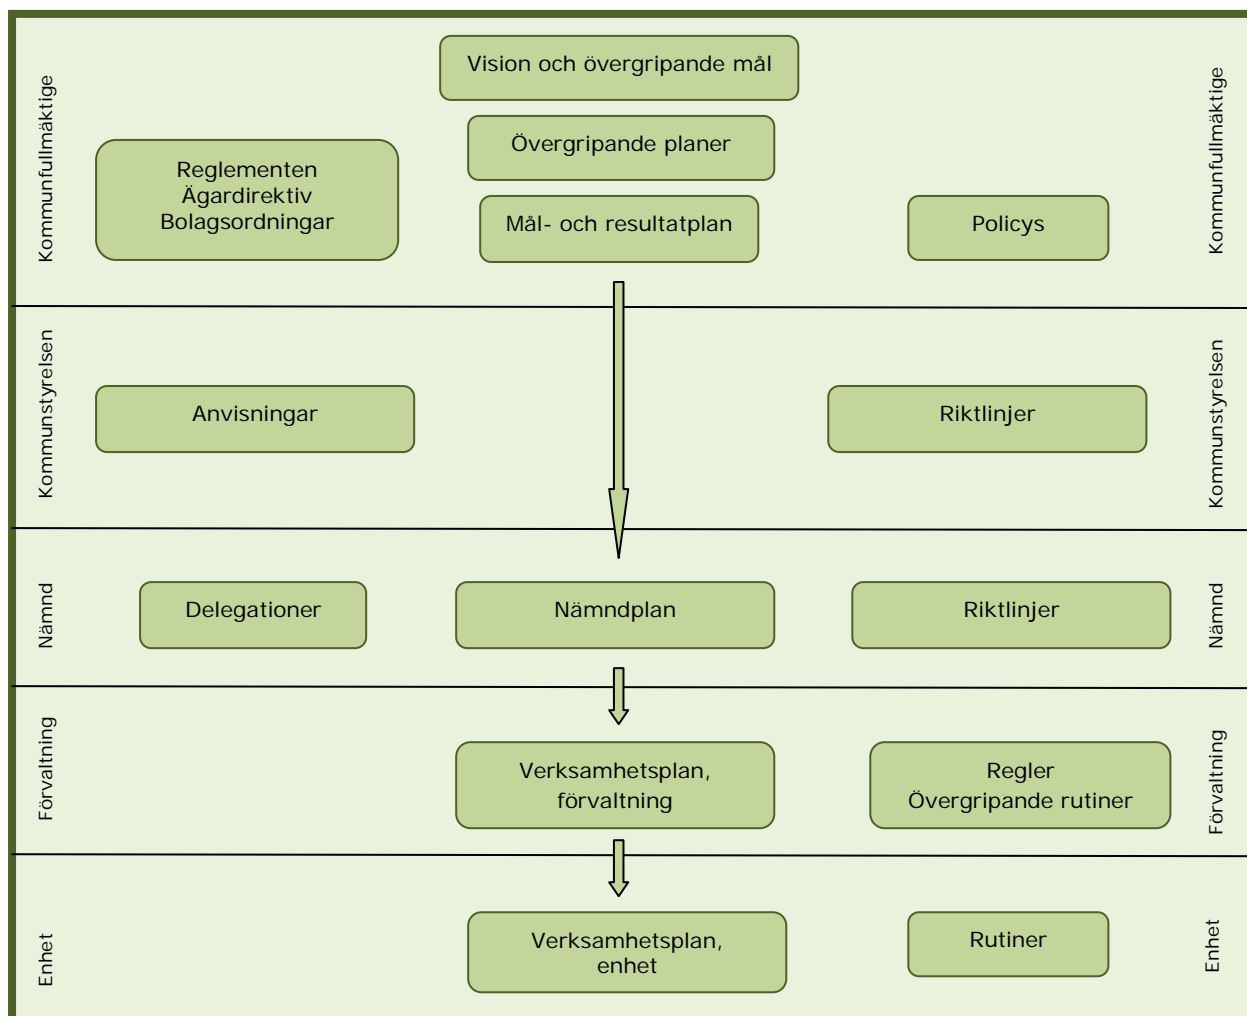 Kommunfullmäktige
Vision och övergripande mål
Övergripande planer
Reglementen
Ägardirektiv
Bolagsordningar
Mål- och resultatplan
Policys
Kommunfullmäktige
Kommunstyrelsen
Anvisningar
Riktlinjer
Kommunstyrelsen
Nämnd
Delegationer
Nämndplan
Riktlinjer
Nämnd
Förvaltning
Verksamhetsplan,
förvaltning
Regler
Övergripande rutiner
Förvaltning
Enhet
Verksamhetsplan,
enhet
Rutiner
Enhet